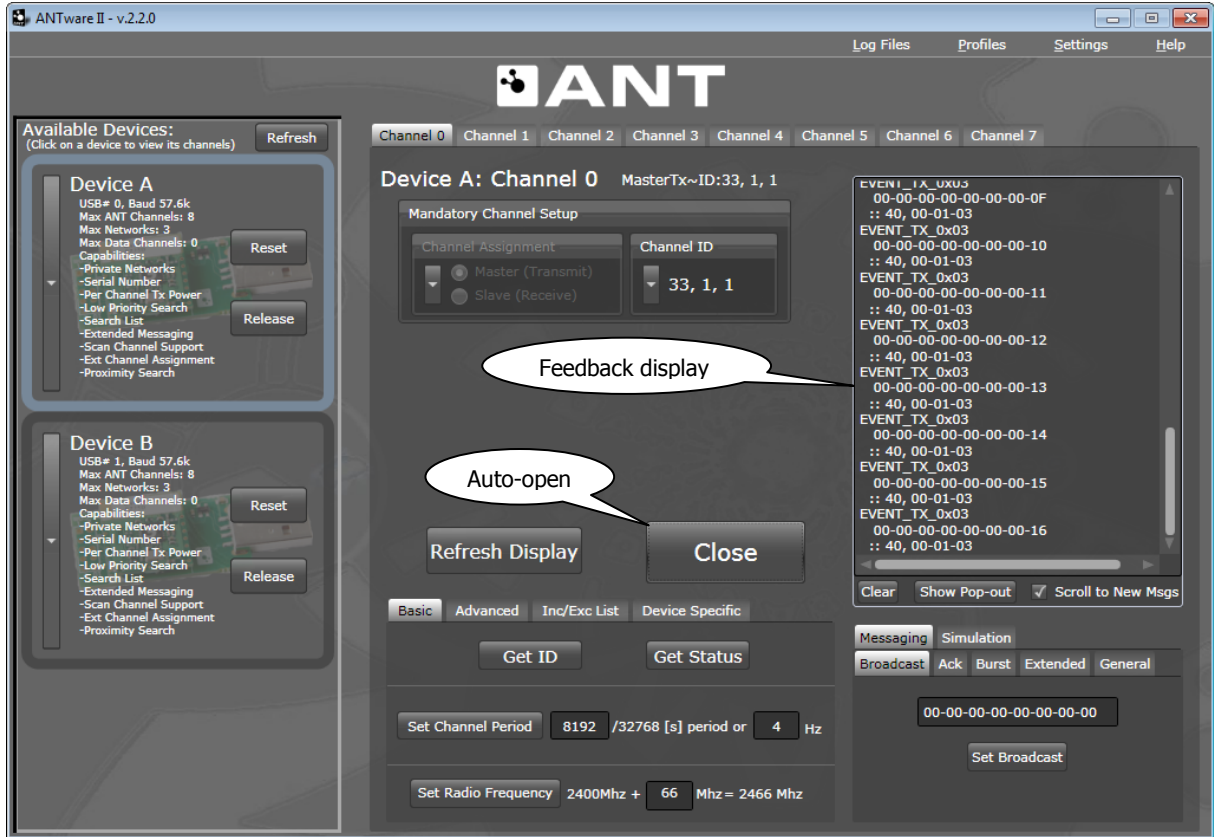 ANTware II - v.2.2.0
Log Files Profiles Settings Help
ANT
Available Devices:
(Click on a device to view its channels)
Refresh
Device A
USB# 0, Baud 57.6k
Max ANT Channels: 8
Max Networks: 3
Max Data Channels: 0
Capabilities:
-Private Networks
-Serial Number
-Per Channel Tx Power
-Low Priority Search
-Search List
-Extended Messaging
-Scan Channel Support
-Ext Channel Assignment
-Proximity Search
Reset
Release
Device B
USB# 1, Baud 57.6k
Max ANT Channels: 8
Max Networks: 3
Max Data Channels: 0
Capabilities:
-Private Networks
-Serial Number
-Per Channel Tx Power
-Low Priority Search
-Search List
-Extended Messaging
-Scan Channel Support
-Ext Channel Assignment
-Proximity Search
Reset
Release
Channel 0 Channel 1 Channel 2 Channel 3 Channel 4 Channel 5 Channel 6 Channel 7
Device A: Channel 0 MasterTx~ID:33, 1, 1
Mandatory Channel Setup
Channel Assignment
Master (Transmit)
Slave (Receive)
Channel ID
33, 1, 1
Feedback display
Auto-open
Refresh Display
Close
Basic Advanced Inc/Exc List Device Specific
Get ID Get Status
Set Channel Period 8192 /32768 [s] period or 4 Hz
Set Radio Frequency 2400Mhz + 66 Mhz= 2466 Mhz
EVENT_TX_0x03
00-00-00-00-00-00-00-0F
:: 40, 00-01-03
EVENT_TX_0x03
00-00-00-00-00-00-00-10
:: 40, 00-01-03
EVENT_TX_0x03
00-00-00-00-00-00-00-11
:: 40, 00-01-03
EVENT_TX_0x03
00-00-00-00-00-00-00-12
:: 40, 00-01-03
EVENT_TX_0x03
00-00-00-00-00-00-00-13
:: 40, 00-01-03
EVENT_TX_0x03
00-00-00-00-00-00-00-14
:: 40, 00-01-03
EVENT_TX_0x03
00-00-00-00-00-00-00-15
:: 40, 00-01-03
EVENT_TX_0x03
00-00-00-00-00-00-00-16
:: 40, 00-01-03
Clear Show Pop-out Scroll to New Msgs
Messaging Simulation
Broadcast Ack Burst Extended General
00-00-00-00-00-00-00-00
Set Broadcast